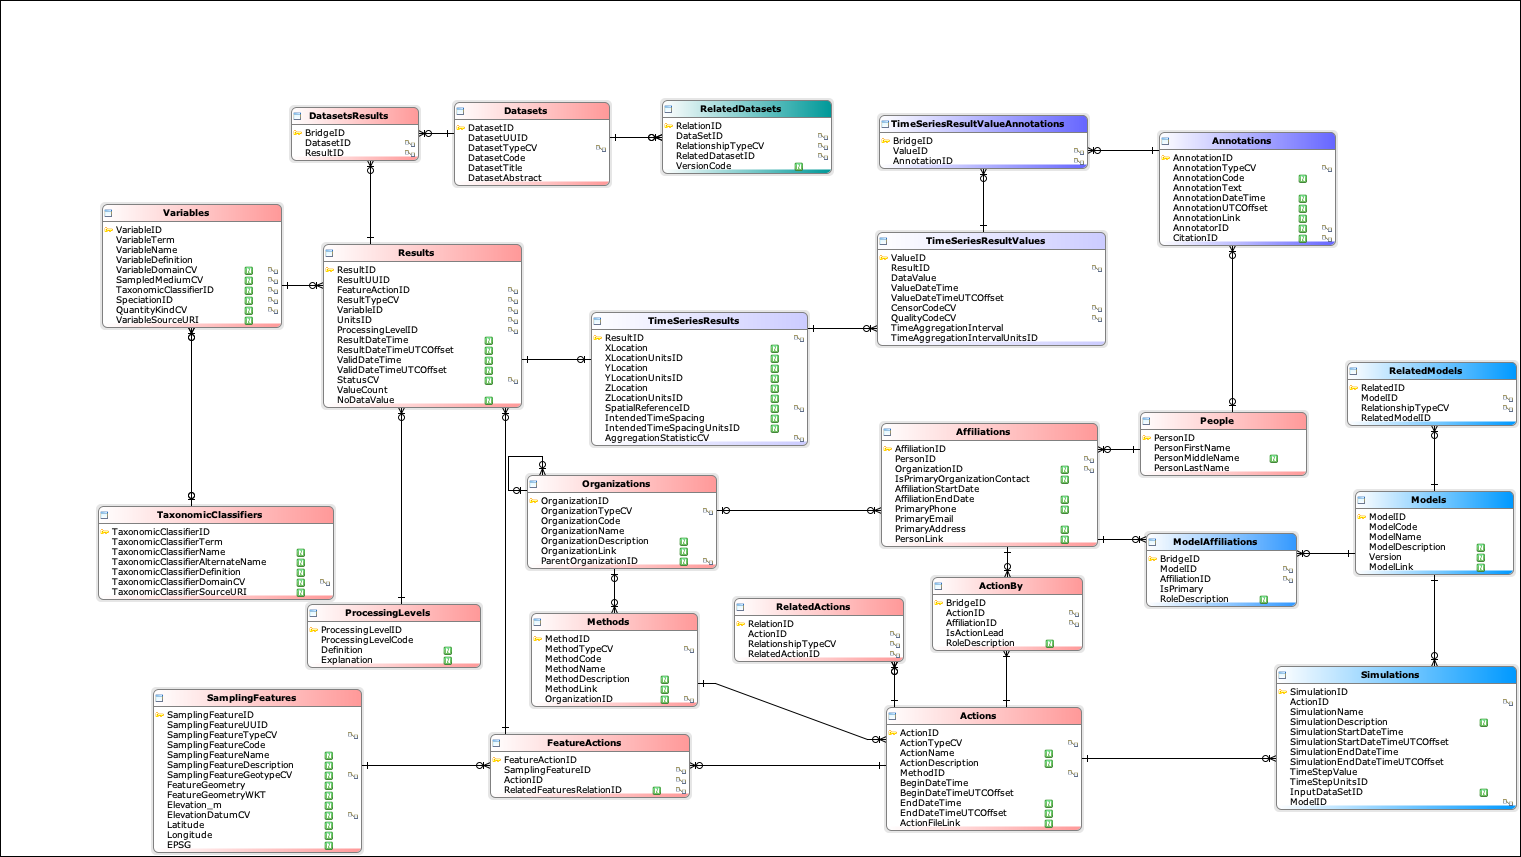 DatasetsResults
BridgeID
DatasetID
ResultID
Datasets
DatasetID
DatasetUUID
DatasetTypeCV
DatasetCode
DatasetTitle
DatasetAbstract
RelatedDatasets
RelationID
DataSetID
RelationshipTypeCV
RelatedDatasetID
VersionCode N
TimeSeriesResultValueAnnotations
BridgeID
ValueID
AnnotationID
Annotations
AnnotationID
AnnotationTypeCV
AnnotationCode N
AnnotationText
AnnotationDateTime N
AnnotationUTCOffset N
AnnotationLink N
AnnotatorID N
CitationID N
Variables
VariableID
VariableTerm
VariableName
VariableDefinition
VariableDomainCV N
SampledMediumCV N
TaxonomicClassifierID N
SpeciationID N
QuantityKindCV N
VariableSourceURI N
Results
ResultID
ResultUUID
FeatureActionID
ResultTypeCV
VariableID
UnitsID
ProcessingLevelID
ResultDateTime N
ResultDateTimeUTCOffset N
ValidDateTime N
ValidDateTimeUTCOffset N
StatusCV N
ValueCount
NoDataValue N
TimeSeriesResultValues
ValueID
ResultID
DataValue
ValueDateTime
ValueDateTimeUTCOffset
CensorCodeCV
QualityCodeCV
TimeAggregationInterval
TimeAggregationIntervalUnitsID
TimeSeriesResults
ResultID
XLocation N
XLocationUnitsID N
YLocation N
YLocationUnitsID N
ZLocation N
ZLocationUnitsID N
SpatialReferenceID N
IntendedTimeSpacing N
IntendedTimeSpacingUnitsID N
AggregationStatisticCV
RelatedModels
RelatedID
ModelID
RelationshipTypeCV
RelatedModelID
People
PersonID
PersonFirstName
PersonMiddleName N
PersonLastName
Affiliations
AffiliationID
PersonID
OrganizationID N
IsPrimaryOrganizationContact N
AffiliationStartDate
AffiliationEndDate N
PrimaryPhone N
PrimaryEmail
PrimaryAddress N
PersonLink N
Organizations
OrganizationID
OrganizationTypeCV
OrganizationCode
OrganizationName
OrganizationDescription N
OrganizationLink N
ParentOrganizationID N
Models
ModelID
ModelCode
ModelName
ModelDescription N
Version N
ModelLink N
TaxonomicClassifiers
TaxonomicClassifierID
TaxonomicClassifierTerm
TaxonomicClassifierName N
TaxonomicClassifierAlternateName N
TaxonomicClassifierDefinition N
TaxonomicClassifierDomainCV N
TaxonomicClassifierSourceURI N
ModelAffiliations
BridgeID
ModelID
AffiliationID
IsPrimary
RoleDescription N
ActionBy
BridgeID
ActionID
AffiliationID
IsActionLead
RoleDescription N
ProcessingLevels
ProcessingLevelID
ProcessingLevelCode
Definition N
Explanation N
Methods
MethodID
MethodTypeCV
MethodCode
MethodName
MethodDescription N
MethodLink N
OrganizationID N
RelatedActions
RelationID
ActionID
RelationshipTypeCV
RelatedActionID
SamplingFeatures
SamplingFeatureID
SamplingFeatureUUID
SamplingFeatureTypeCV
SamplingFeatureCode
SamplingFeatureName N
SamplingFeatureDescription N
SamplingFeatureGeotypeCV N
FeatureGeometry N
FeatureGeometryWKT N
Elevation_m N
ElevationDatumCV N
Latitude N
Longitude N
EPSG N
FeatureActions
FeatureActionID
SamplingFeatureID
ActionID
RelatedFeaturesRelationID N
Actions
ActionID
ActionTypeCV
ActionName N
ActionDescription N
MethodID
BeginDateTime
BeginDateTimeUTCOffset
EndDateTime N
EndDateTimeUTCOffset N
ActionFileLink N
Simulations
SimulationID
ActionID
SimulationName
SimulationDescription N
SimulationStartDateTime
SimulationStartDateTimeUTCOffset
SimulationEndDateTime
SimulationEndDateTimeUTCOffset
TimeStepValue
TimeStepUnitsID
InputDataSetID N
ModelID